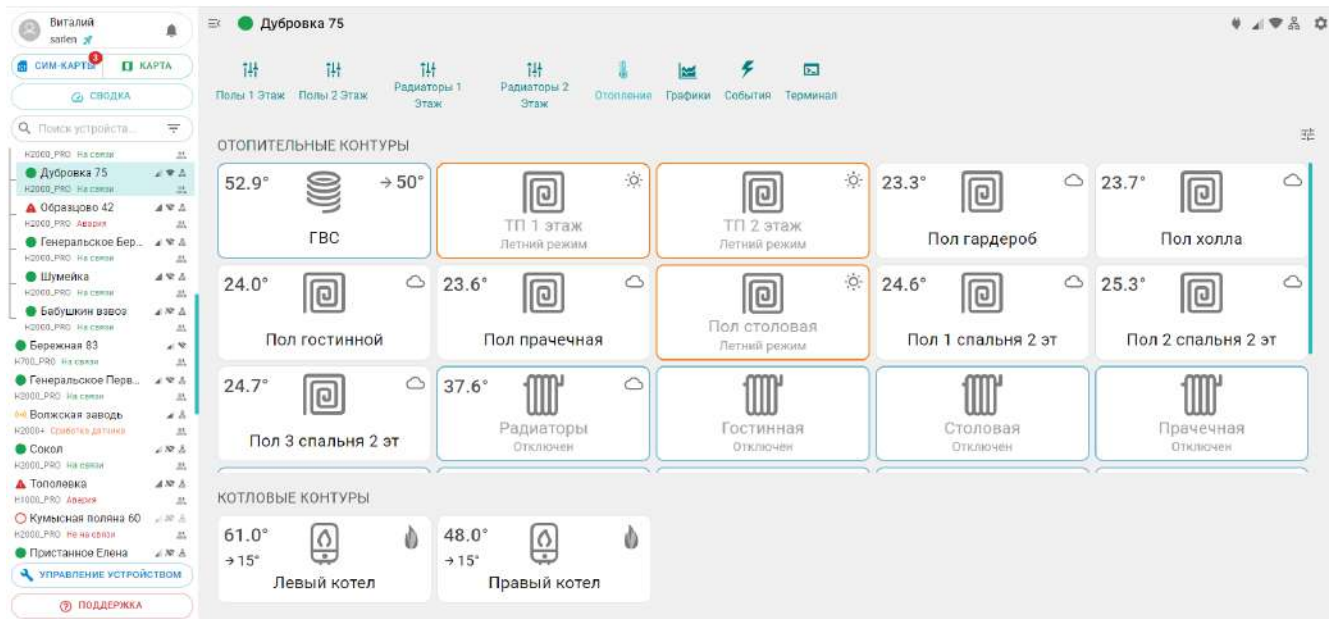 Виталий
sarlen
СИМ-КАРТЫ
3
КАРТА
СВОДКА
Поиск устройств...
H2000_PRO На связи
Дубровка 75
H2000_PRO На связи
Образцово 42
H2000_PRO Авария
Генеральское Бер...
H2000_PRO На связи
Шумейка
H2000_PRO На связи
Бабушкин взвоз
H2000_PRO На связи
Бережная 83
H700_PRO На связи
Генеральское Перв...
H2000_PRO На связи
Волжская заводь
H2000+ Сработка датчика
Сокол
H2000_PRO На связи
Тополевка
H1000_PRO Авария
Кумысная поляна 60
H2000_PRO Не на связи
Пристанное Елена
УПРАВЛЕНИЕ УСТРОЙСТВОМ
ПОДДЕРЖКА
Дубровка 75
Полы 1 Этаж
Полы 2 Этаж
Радиаторы 1
Этаж
Радиаторы 2
Этаж
Отопление
Графики
События
Терминал
ОТОПИТЕЛЬНЫЕ КОНТУРЫ
52.9°
→ 50°
ГВС
ТП 1 этаж
Летний режим
ТП 2 этаж
Летний режим
23.3°
Пол гардероб
23.7°
Пол холла
24.0°
Пол гостинной
23.6°
Пол прачечная
Пол столовая
Летний режим
24.6°
Пол 1 спальня 2 эт
25.3°
Пол 2 спальня 2 эт
24.7°
Пол 3 спальня 2 эт
37.6°
Радиаторы
Отключен
Гостинная
Отключен
Столовая
Отключен
Прачечная
Отключен
КОТЛОВЫЕ КОНТУРЫ
61.0°
→ 15°
Левый котел
48.0°
→ 15°
Правый котел